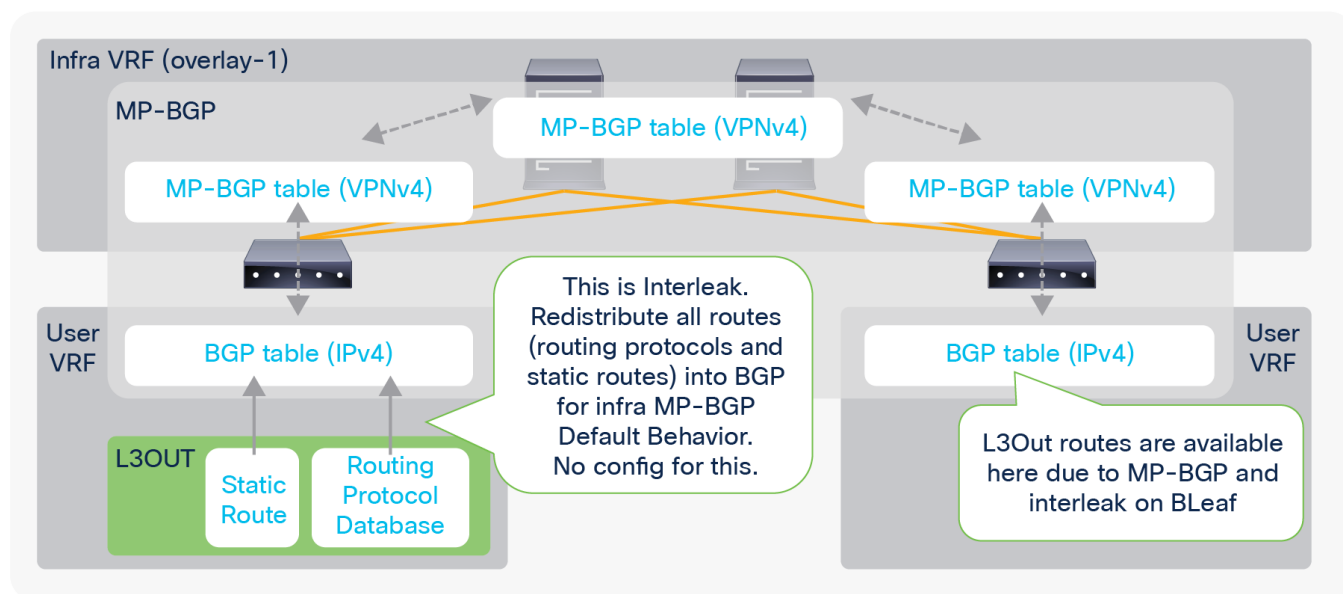 Infra VRF (overlay-1)
MP-BGP
MP-BGP table (VPNv4)
MP-BGP table (VPNv4)
MP-BGP table (VPNv4)
User
VRF
BGP table (IPv4)
L3OUT
Static
Route
Routing
Protocol
Database
This is Interleak.
Redistribute all routes
(routing protocols and
static routes) into BGP
for infra MP-BGP
Default Behavior.
No config for this.
BGP table (IPv4)
User
VRF
L3Out routes are available
here due to MP-BGP and
interleak on BLeaf